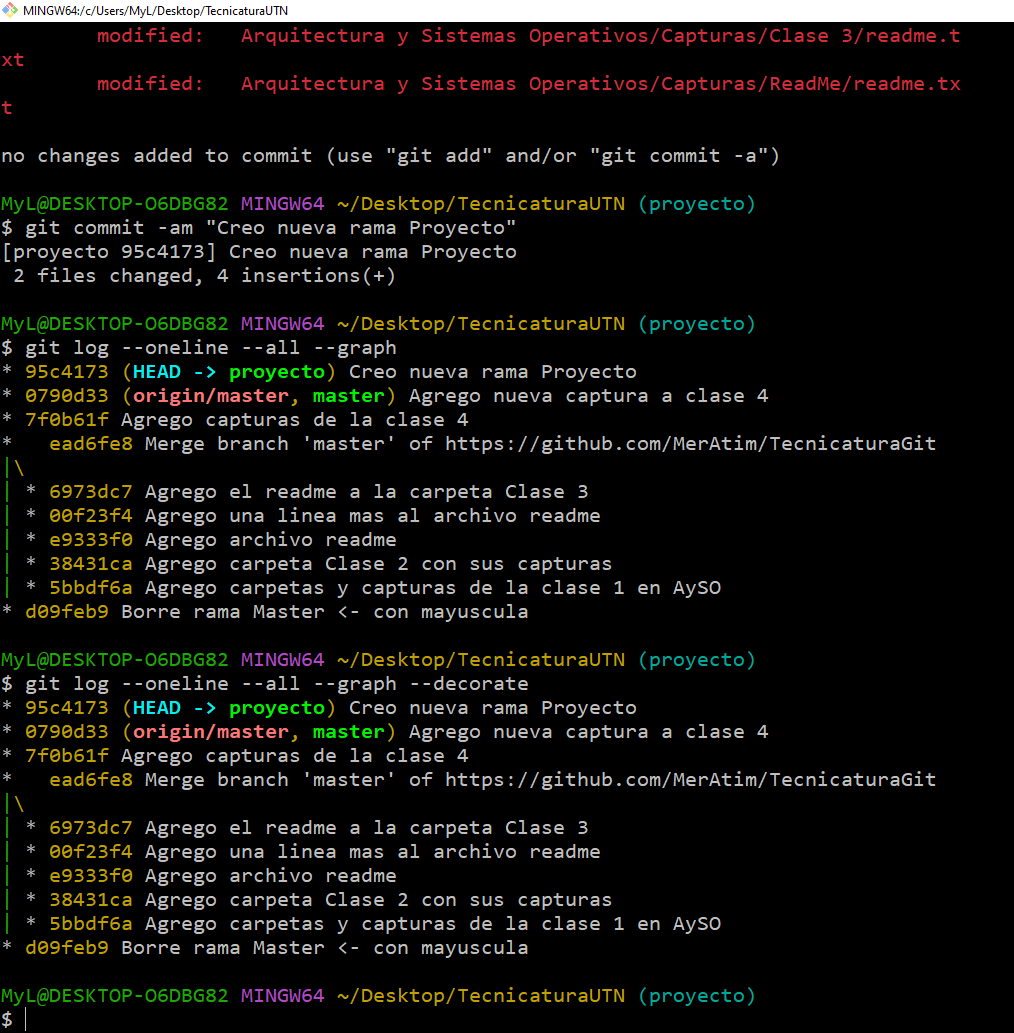 MINGW64:/c/Users/MyL/Desktop/TecnicaturaUTN
        modified:   Arquitectura y Sistemas Operativos/Capturas/Clase 3/readme.t
xt
        modified:   Arquitectura y Sistemas Operativos/Capturas/ReadMe/readme.tx
t
no changes added to commit (use "git add" and/or "git commit -a")
MyL@DESKTOP-O6DBG82 MINGW64 ~/Desktop/TecnicaturaUTN (proyecto)
$ git commit -am "Creo nueva rama Proyecto"
[proyecto 95c4173] Creo nueva rama Proyecto
 2 files changed, 4 insertions(+)
MyL@DESKTOP-O6DBG82 MINGW64 ~/Desktop/TecnicaturaUTN (proyecto)
$ git log --oneline --all --graph
* 95c4173 (HEAD -> proyecto) Creo nueva rama Proyecto
* 0790d33 (origin/master, master) Agrego nueva captura a clase 4
* 7f0b61f Agrego capturas de la clase 4
*   ead6fe8 Merge branch 'master' of https://github.com/MerAtim/TecnicaturaGit
|\
| * 6973dc7 Agrego el readme a la carpeta Clase 3
| * 00f23f4 Agrego una linea mas al archivo readme
| * e9333f0 Agrego archivo readme
| * 38431ca Agrego carpeta Clase 2 con sus capturas
| * 5bbdf6a Agrego carpetas y capturas de la clase 1 en AySO
* d09feb9 Borre rama Master <- con mayuscula
MyL@DESKTOP-O6DBG82 MINGW64 ~/Desktop/TecnicaturaUTN (proyecto)
$ git log --oneline --all --graph --decorate
* 95c4173 (HEAD -> proyecto) Creo nueva rama Proyecto
* 0790d33 (origin/master, master) Agrego nueva captura a clase 4
* 7f0b61f Agrego capturas de la clase 4
*   ead6fe8 Merge branch 'master' of https://github.com/MerAtim/TecnicaturaGit
|\
| * 6973dc7 Agrego el readme a la carpeta Clase 3
| * 00f23f4 Agrego una linea mas al archivo readme
| * e9333f0 Agrego archivo readme
| * 38431ca Agrego carpeta Clase 2 con sus capturas
| * 5bbdf6a Agrego carpetas y capturas de la clase 1 en AySO
* d09feb9 Borre rama Master <- con mayuscula
MyL@DESKTOP-O6DBG82 MINGW64 ~/Desktop/TecnicaturaUTN (proyecto)
$